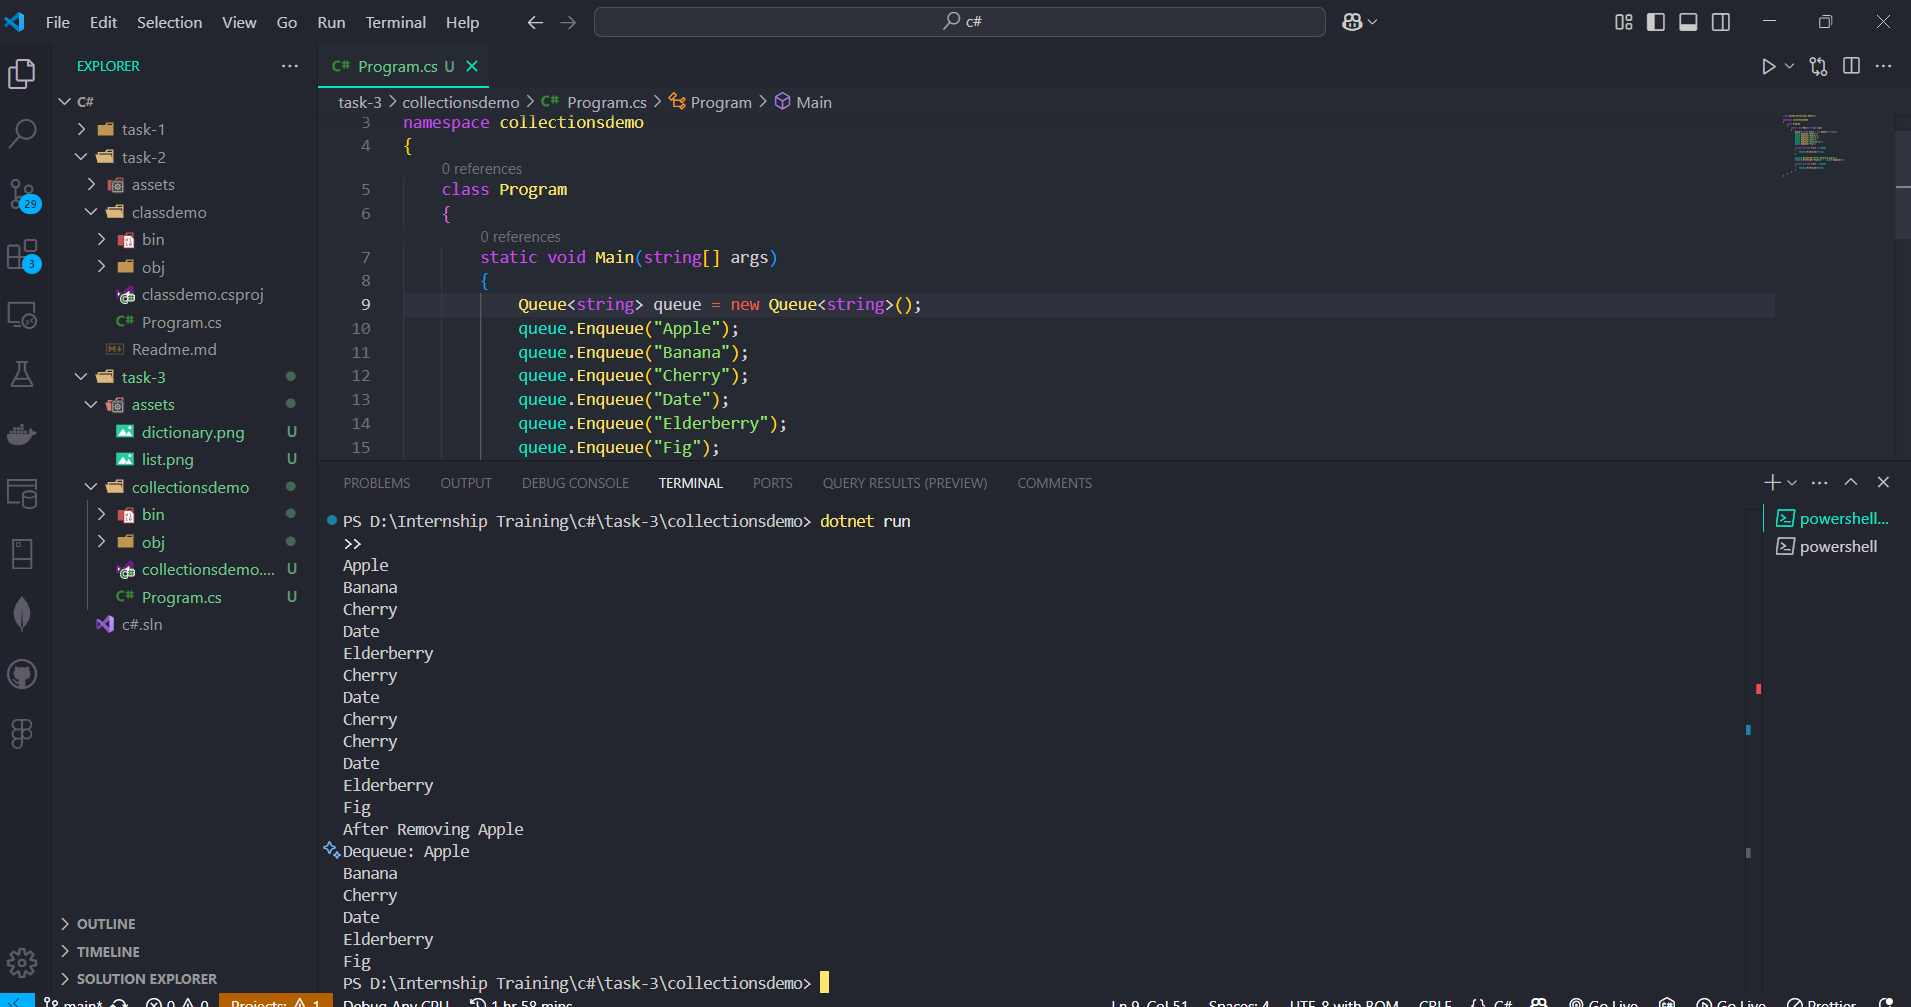 File Edit Selection View Go Run Terminal Help
c#
EXPLORER
C#
task-1
task-2
assets
classdemo
bin
obj
classdemo.csproj
C# Program.cs
Readme.md
task-3
assets
dictionary.png U
list.png U
collectionsdemo
bin
obj
collectionsdemo.... U
C# Program.cs U
c#.sln
OUTLINE
TIMELINE
SOLUTION EXPLORER
29
3
C# Program.cs U
task-3 > collectionsdemo > C# Program.cs > Program > Main
3 namespace collectionsdemo
4 {
0 references
5 class Program
6 {
0 references
7 static void Main(string[] args)
8 {
9 Queue<string> queue = new Queue<string>();
10 queue.Enqueue("Apple");
11 queue.Enqueue("Banana");
12 queue.Enqueue("Cherry");
13 queue.Enqueue("Date");
14 queue.Enqueue("Elderberry");
15 queue.Enqueue("Fig");
PROBLEMS OUTPUT DEBUG CONSOLE TERMINAL PORTS QUERY RESULTS (PREVIEW) COMMENTS
PS D:\Internship Training\c#\task-3\collectionsdemo> dotnet run
>>
Apple
Banana
Cherry
Date
Elderberry
Cherry
Date
Cherry
Cherry
Date
Elderberry
Fig
After Removing Apple
Dequeue: Apple
Banana
Cherry
Date
Elderberry
Fig
PS D:\Internship Training\c#\task-3\collectionsdemo>
powershell...
powershell
main* 0 0 Projects: 1 Debug Any CPU 1 hr 58 mins Ln 9, Col 51 Spaces: 4 UTF-8 with BOM CRLF {} C# Go Live Go Live Prettier